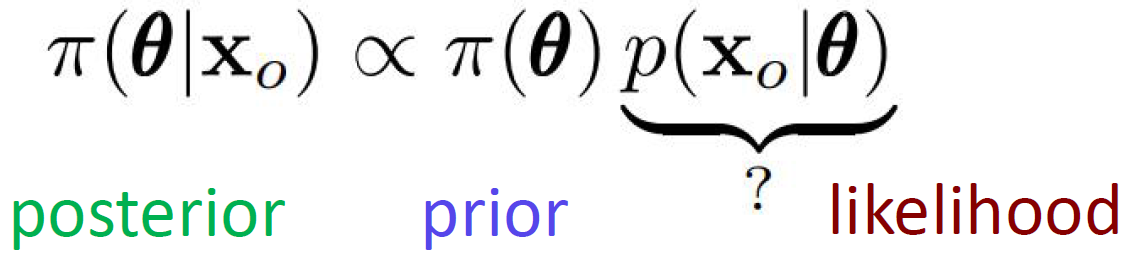 π(θ|x_o) ∝ π(θ) p(x_o|θ)
?
posterior prior likelihood